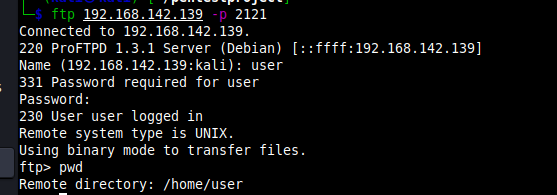 $ ftp 192.168.142.139 -p 2121
Connected to 192.168.142.139.
220 ProFTPD 1.3.1 Server (Debian) [::ffff:192.168.142.139]
Name (192.168.142.139:kali): user
331 Password required for user
Password:
230 User user logged in
Remote system type is UNIX.
Using binary mode to transfer files.
ftp> pwd
Remote directory: /home/user